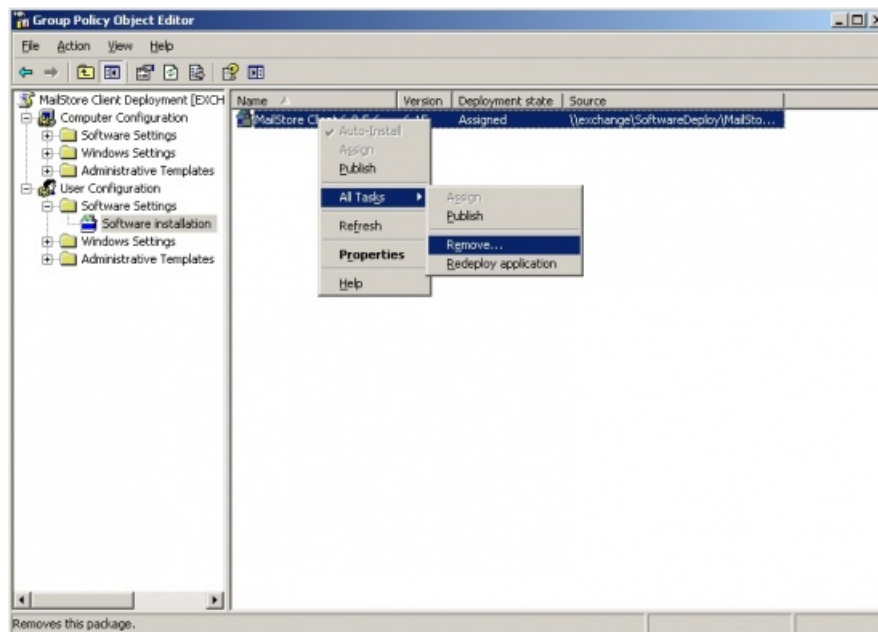 Group Policy Object Editor
File Action View Help
MailStore Client Deployment [EXCH
Computer Configuration
Software Settings
Windows Settings
Administrative Templates
User Configuration
Software Settings
Software installation
Windows Settings
Administrative Templates
Name Version Deployment state Source
MailStore Assigned \\exchange\SoftwareDeploy\MailSto...
Auto-Install
Assign
Publish
All Tasks
Refresh
Properties
Help
Assign
Publish
Remove...
Redeploy application
Removes this package.